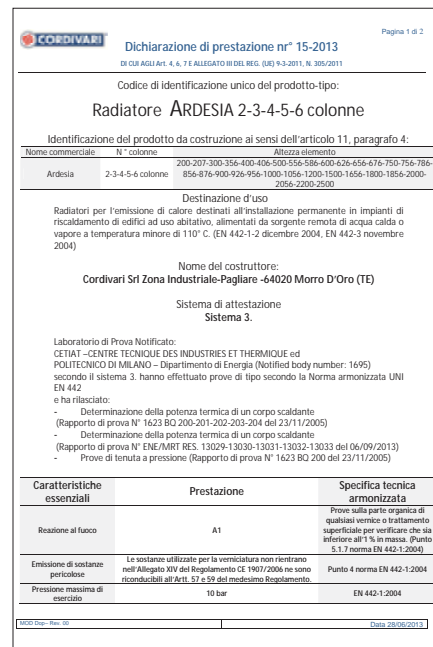 CORDIVARI
Pagina 1 di 2
Dichiarazione di prestazione nr° 15-2013
DI CUI AGLI Art. 4, 6, 7 E ALLEGATO III DEL REG. (UE) 9-3-2011, N. 305/2011
Codice di identificazione unico del prodotto-tipo:
Radiatore ARDESIA 2-3-4-5-6 colonne
Identificazione del prodotto da costruzione ai sensi dell'articolo 11, paragrafo 4:
Nome commerciale N ° colonne Altezza elemento
Ardesia 2-3-4-5-6 colonne 200-207-300-356-400-406-500-556-586-600-626-656-676-750-756-786-
856-876-900-926-956-1000-1056-1200-1500-1656-1800-1856-2000-
2056-2200-2500
Destinazione d'uso
Radiatori per l'emissione di calore destinati all'installazione permanente in impianti di
riscaldamento di edifici ad uso abitativo, alimentati da sorgente remota di acqua calda o
vapore a temperatura minore di 110° C. (EN 442-1-2 dicembre 2004, EN 442-3 novembre
2004)
Nome del costruttore:
Cordivari Srl Zona Industriale-Pagliare -64020 Morro D'Oro (TE)
Sistema di attestazione
Sistema 3.
Laboratorio di Prova Notificato:
CETIAT –CENTRE TECNIQUE DES INDUSTRIES ET THERMIQUE ed
POLITECNICO DI MILANO – Dipartimento di Energia (Notified body number: 1695)
secondo il sistema 3. hanno effettuato prove di tipo secondo la Norma armonizzata UNI
EN 442
e ha rilasciato:
- Determinazione della potenza termica di un corpo scaldante
(Rapporto di prova N° 1623 BQ 200-201-202-203-204 del 23/11/2005)
- Determinazione della potenza termica di un corpo scaldante
(Rapporto di prova N° ENE/MRT RES. 13029-13030-13031-13032-13033 del 06/09/2013)
- Prove di tenuta a pressione (Rapporto di prova N° 1623 BQ 200 del 23/11/2005)
Caratteristiche essenziali Prestazione Specifica tecnica armonizzata
Reazione al fuoco A1 Prove sulla parte organica di
qualsiasi vernice o trattamento
superficiale per verificare che sia
inferiore all'1 % in massa. (Punto
5.1.7 norma EN 442-1:2004)
Emissione di sostanze pericolose Le sostanze utilizzate per la verniciatura non rientrano
nell'Allegato XIV del Regolamento CE 1907/2006 ne sono
riconducibili all'Artt. 57 e 59 del medesimo Regolamento. Punto 4 norma EN 442-1:2004
Pressione massima di esercizio 10 bar EN 442-1:2004
MOD Dop– Rev. 00 Data 28/06/2013